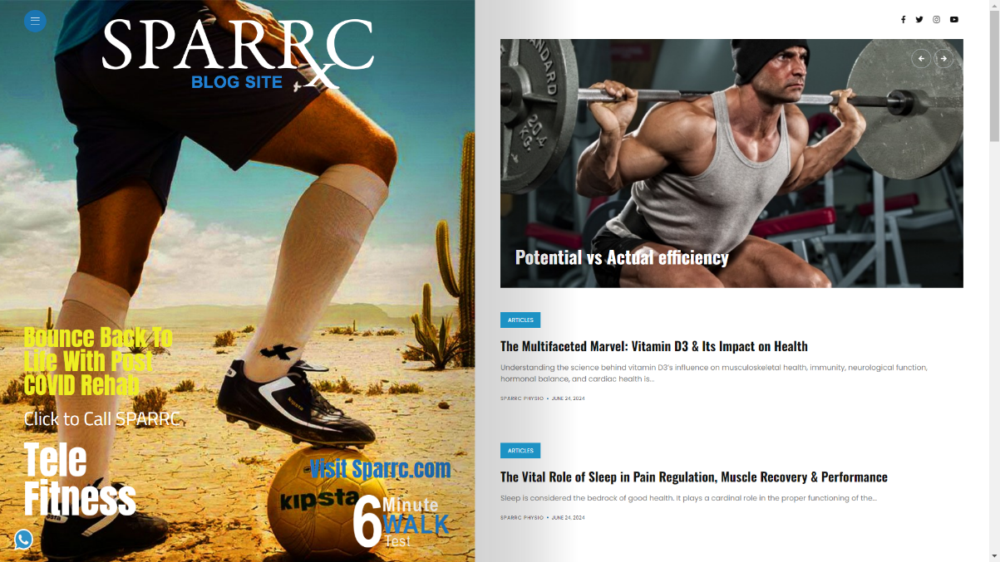 SPARRC
BLOG SITE
Bounce Back To
Life With Post
COVID Rehab
Click to Call SPARRC
Tele
Fitness
Visit Sparrc.com
kipsta
6 Minute
WALK
Test
STANDARD
20.4
KG.
Potential vs Actual efficiency
ARTICLES
The Multifaceted Marvel: Vitamin D3 & Its Impact on Health
Understanding the science behind vitamin D3's influence on musculoskeletal health, immunity, neurological function,
hormonal balance, and cardiac health is...
SPARRC PHYSIO • JUNE 24, 2024
ARTICLES
The Vital Role of Sleep in Pain Regulation, Muscle Recovery & Performance
Sleep is considered the bedrock of good health. It plays a cardinal role in the proper functioning of the...
SPARRC PHYSIO • JUNE 24, 2024